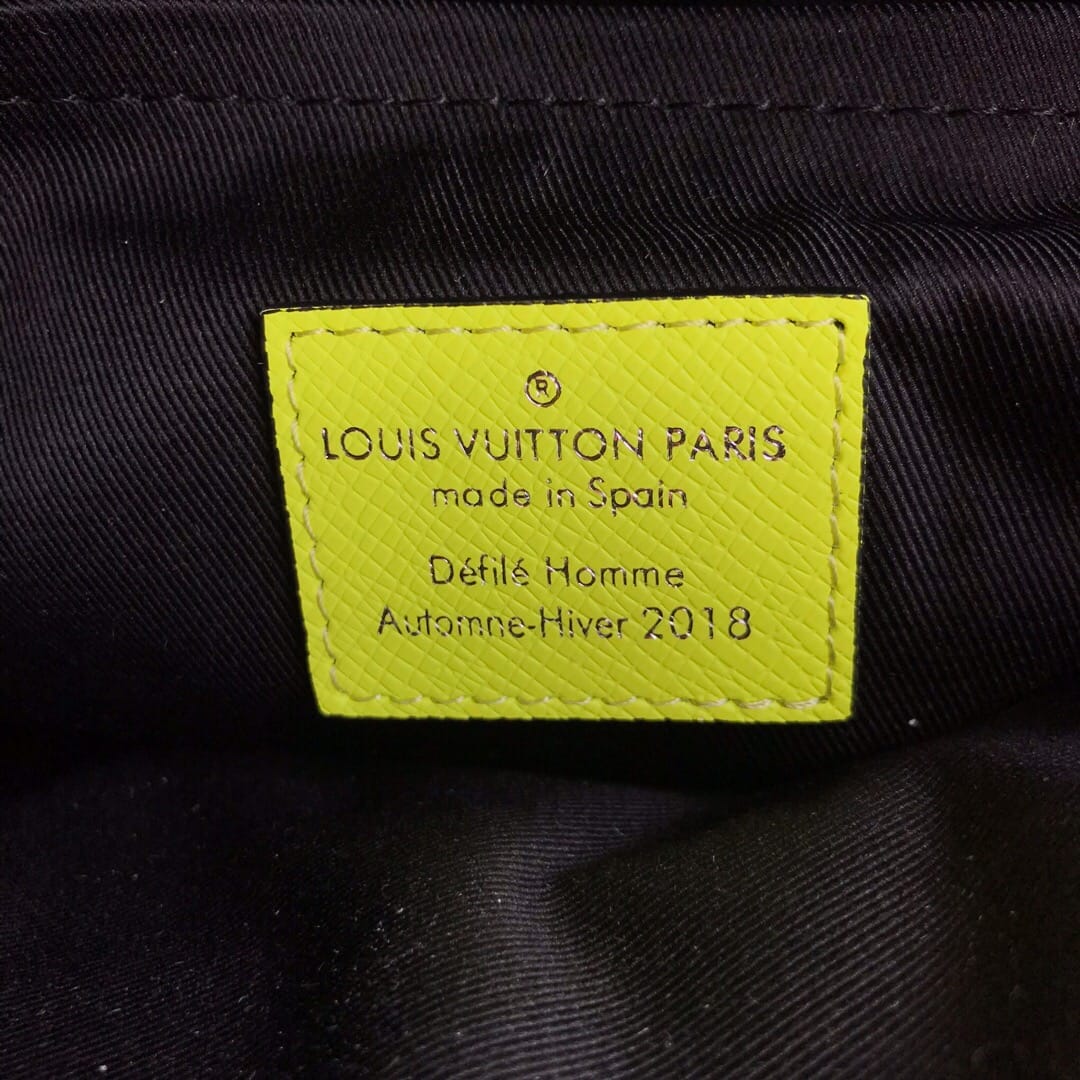 ®
LOUIS VUITTON PARIS
made in Spain
Défilé Homme
Automne-Hiver 2018